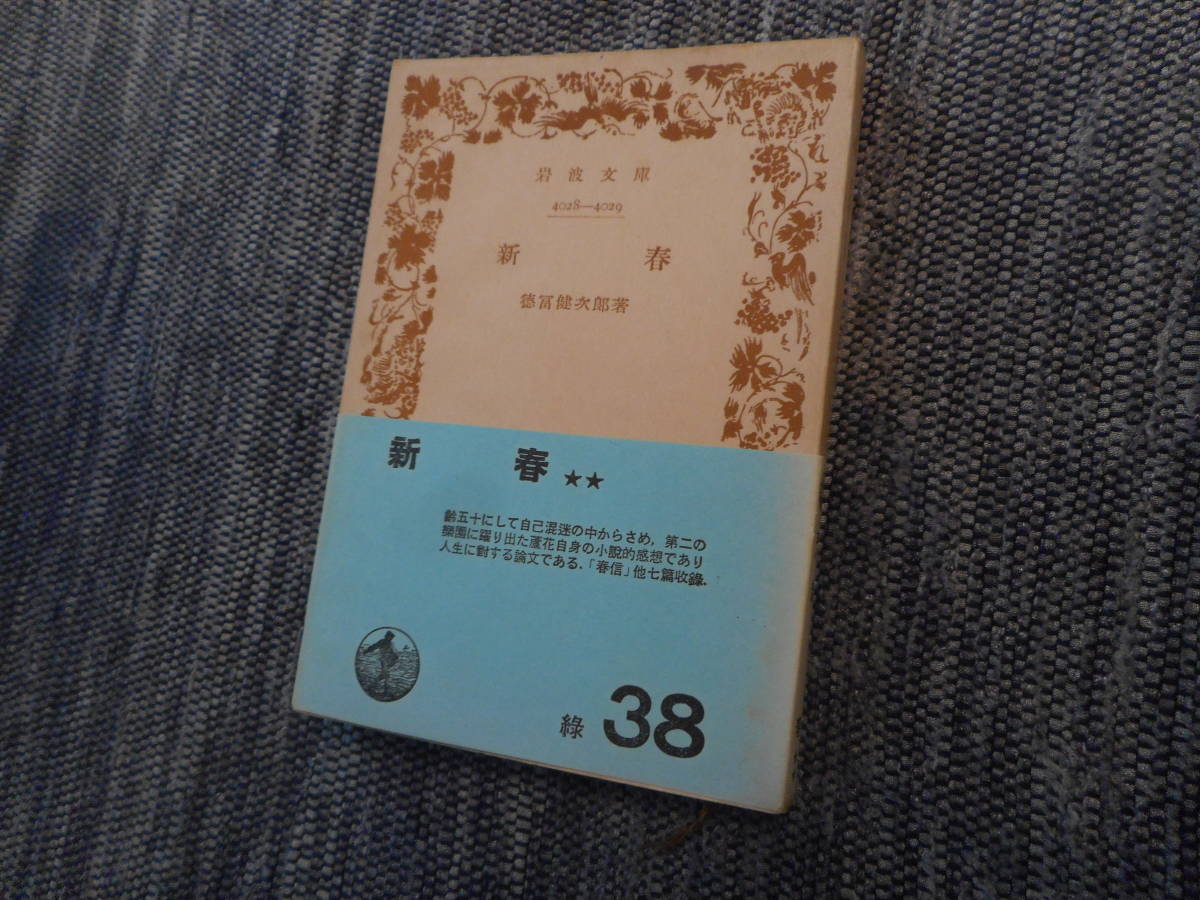 岩波文庫
4028—4029
新春
德冨健次郎著
新春★★
齡五十にして自己混迷の中からさめ，第二の
樂園に躍り出た蘆花自身の小說的感想であり
人生に對する論文である．「春信」他七篇收錄．
綠 38